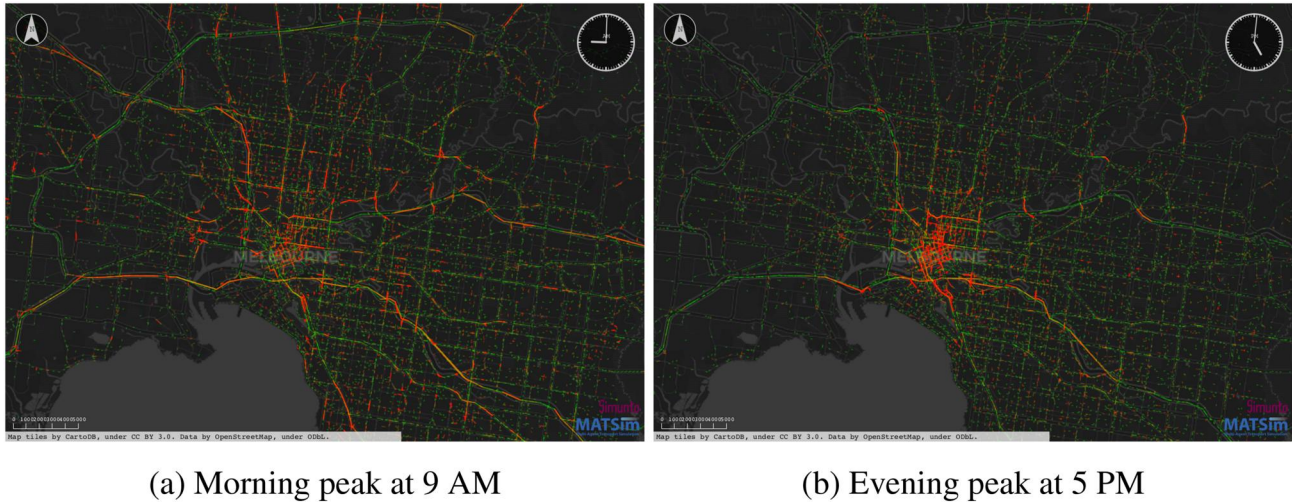 AM
PM
MELBOURNE
MELBOURNE
Simunto
MATSim
Simunto
MATSim
Map tiles by CartoDB, under CC BY 3.0. Data by OpenStreetMap, under ODbL.
Map tiles by CartoDB, under CC BY 3.0. Data by OpenStreetMap, under ODbL.
(a) Morning peak at 9 AM
(b) Evening peak at 5 PM